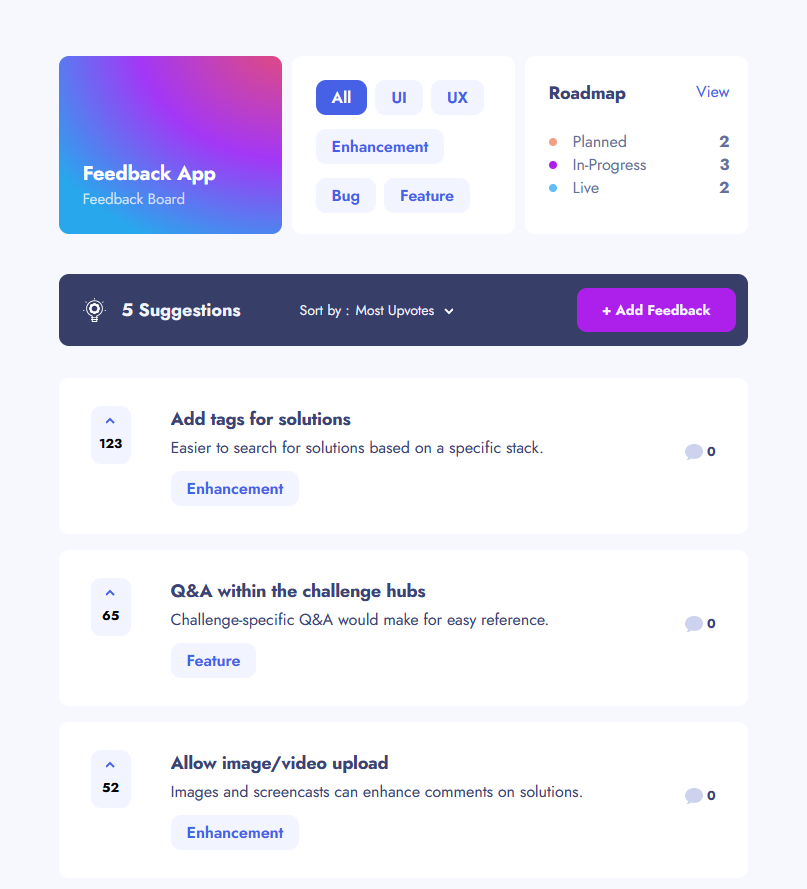 Feedback App
Feedback Board
All UI UX
Enhancement
Bug Feature
Roadmap View
Planned 2
In-Progress 3
Live 2
5 Suggestions Sort by : Most Upvotes + Add Feedback
123
Add tags for solutions
Easier to search for solutions based on a specific stack.
Enhancement
0
65
Q&A within the challenge hubs
Challenge-specific Q&A would make for easy reference.
Feature
0
52
Allow image/video upload
Images and screencasts can enhance comments on solutions.
Enhancement
0